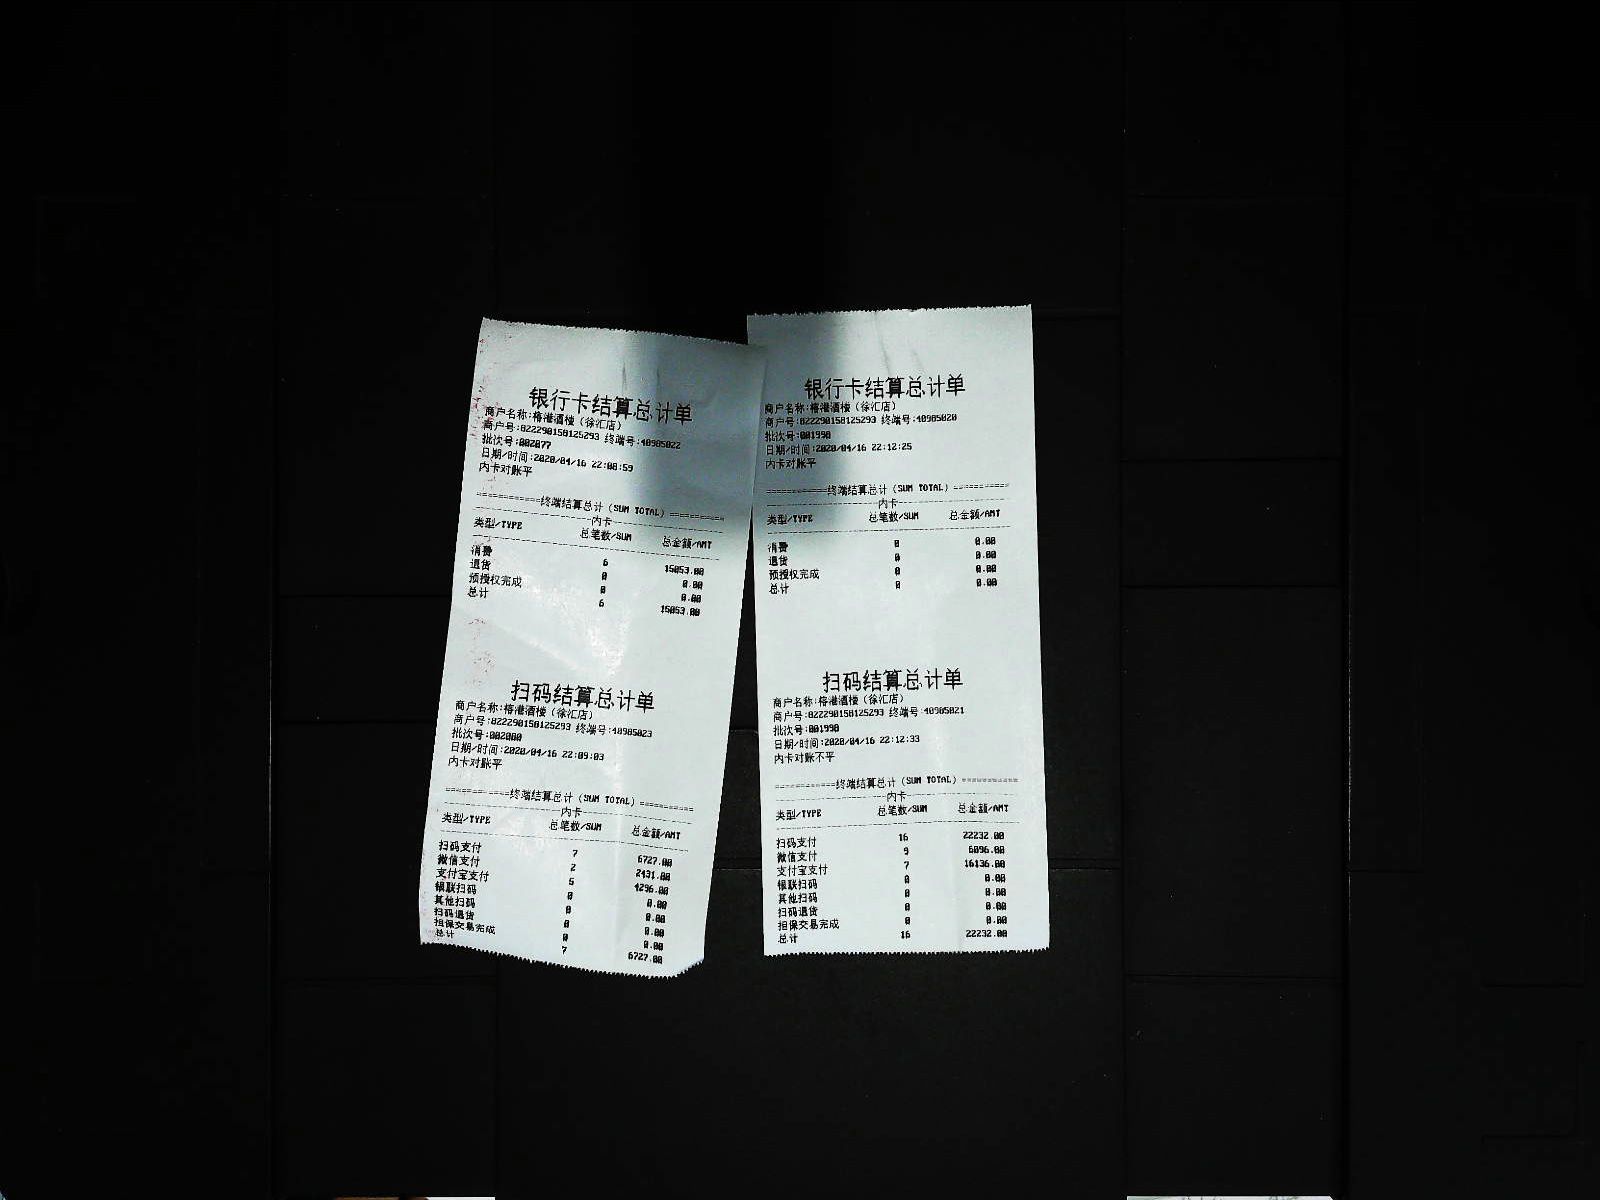 银行卡结算总计单
商户名称:椿港酒楼（徐汇店）
商户号:822290158125293 终端号:40985022
批次号:002077
日期/时间:2020/04/16 22:08:59
内卡对账平
===========终端结算总计（SUM TOTAL）==========
内卡
类型/TYPE 总笔数/SUM 总金额/AMT
消费 6 15053.00
退货 0 0.00
预授权完成 0 0.00
总计 6 15053.00
扫码结算总计单
商户名称:椿港酒楼（徐汇店）
商户号:822290158125293 终端号:40985023
批次号:002080
日期/时间:2020/04/16 22:09:03
内卡对账平
===========终端结算总计（SUM TOTAL）==========
内卡
类型/TYPE 总笔数/SUM 总金额/AMT
扫码支付 7 6727.00
微信支付 2 2431.00
支付宝支付 5 4296.00
银联扫码 0 0.00
其他扫码 0 0.00
扫码退货 0 0.00
担保交易完成 0 0.00
总计 7 6727.00
银行卡结算总计单
商户名称:椿港酒楼（徐汇店）
商户号:822290158125293 终端号:40985020
批次号:001990
日期/时间:2020/04/16 22:12:25
内卡对账平
===========终端结算总计（SUM TOTAL）==========
内卡
类型/TYPE 总笔数/SUM 总金额/AMT
消费 0 0.00
退货 0 0.00
预授权完成 0 0.00
总计 0 0.00
扫码结算总计单
商户名称:椿港酒楼（徐汇店）
商户号:822290158125293 终端号:40985021
批次号:001990
日期/时间:2020/04/16 22:12:33
内卡对账不平
===========终端结算总计（SUM TOTAL）==========
内卡
类型/TYPE 总笔数/SUM 总金额/AMT
扫码支付 16 22232.00
微信支付 9 6096.00
支付宝支付 7 16136.00
银联扫码 0 0.00
其他扫码 0 0.00
扫码退货 0 0.00
担保交易完成 0 0.00
总计 16 22232.00